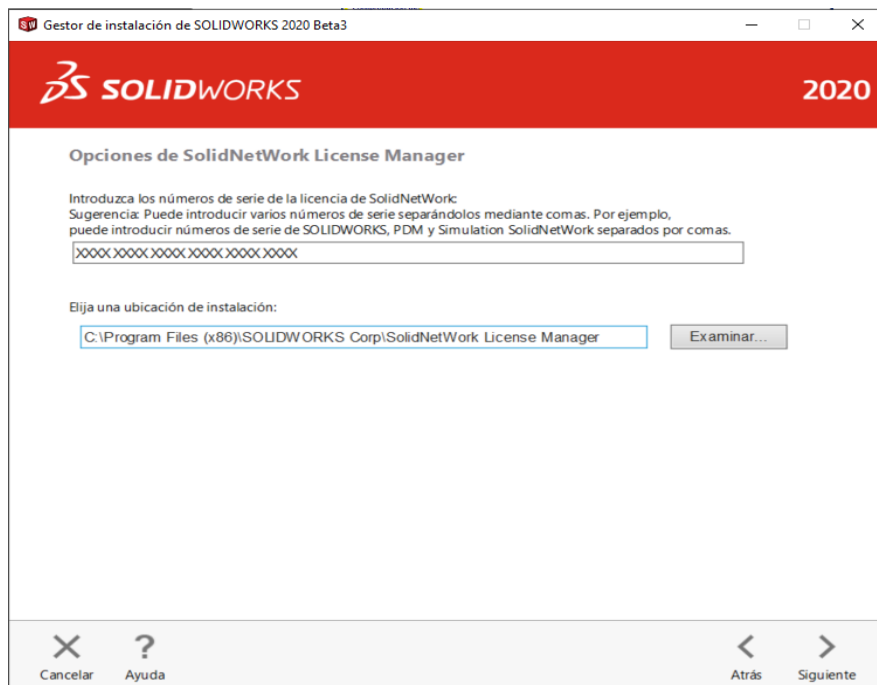 Gestor de instalación de SOLIDWORKS 2020 Beta3
SOLIDWORKS
2020
Opciones de SolidNetWork License Manager
Introduzca los números de serie de la licencia de SolidNetWork:
Sugerencia: Puede introducir varios números de serie separándolos mediante comas. Por ejemplo,
puede introducir números de serie de SOLIDWORKS, PDM y Simulation SolidNetWork separados por comas.
XXXX XXXX XXXX XXXX XXXX XXXX
Elija una ubicación de instalación:
C:\Program Files (x86)\SOLIDWORKS Corp\SolidNetWork License Manager
Examinar...
Cancelar
Ayuda
Atrás
Siguiente